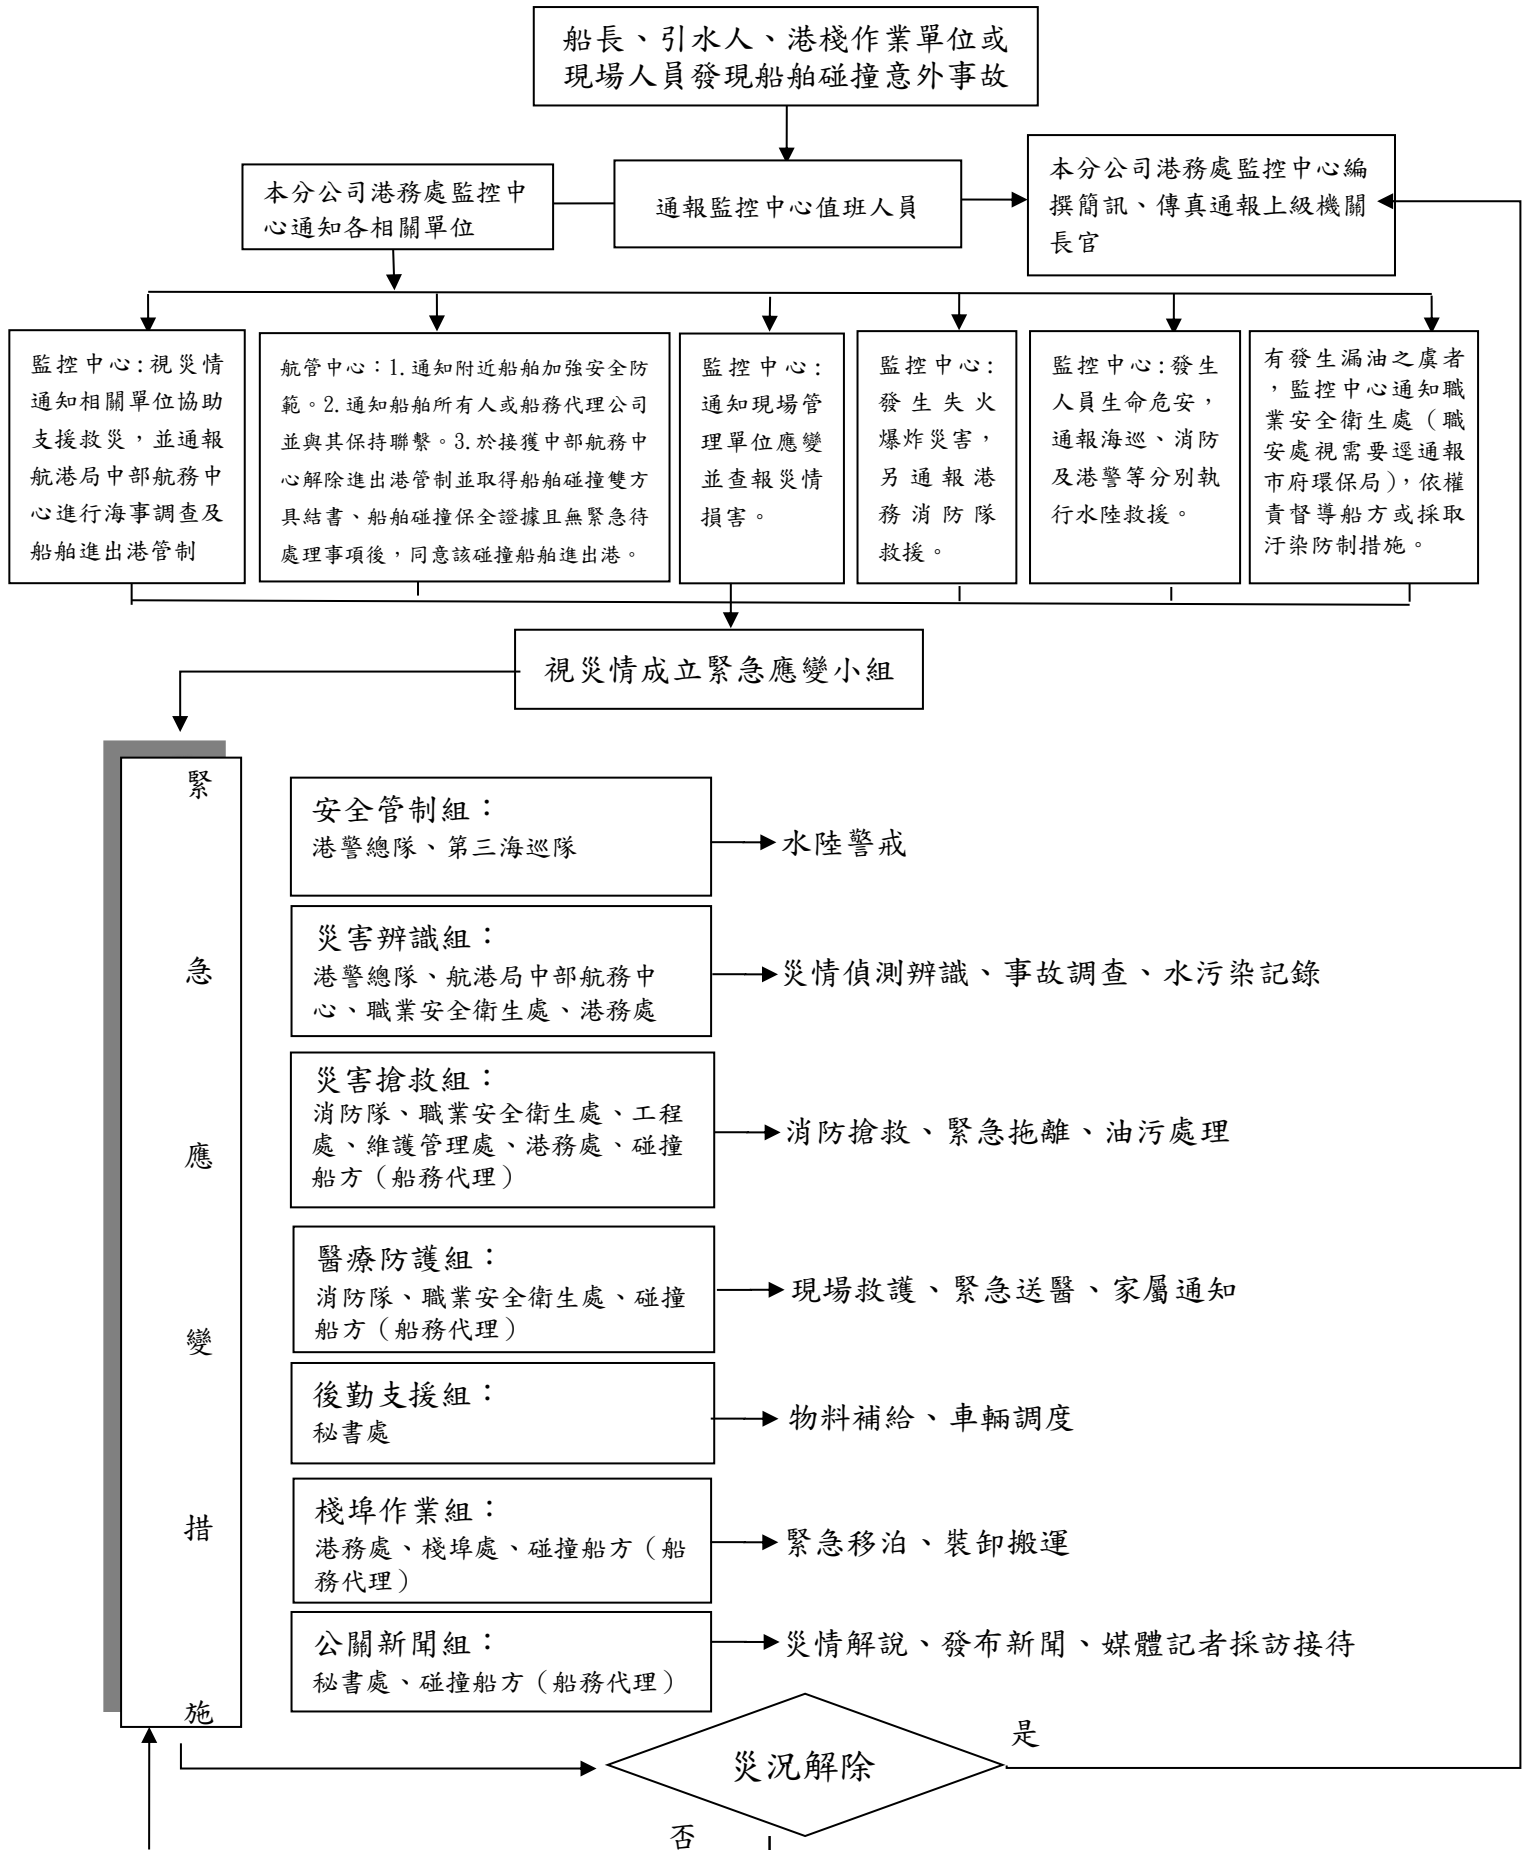 船長、引水人、港棧作業單位或
現場人員發現船舶碰撞意外事故
本分公司港務處監控中
心通知各相關單位
通報監控中心值班人員
本分公司港務處監控中心編
撰簡訊、傳真通報上級機關
長官
監控中心:視災情
通知相關單位協助
支援救災，並通報
航港局中部航務中
心進行海事調查及
船舶進出港管制
航管中心：1.通知附近船舶加強安全防
範。2.通知船舶所有人或船務代理公司
並與其保持聯繫。3.於接獲中部航務中
心解除進出港管制並取得船舶碰撞雙方
具結書、船舶碰撞保全證據且無緊急待
處理事項後，同意該碰撞船舶進出港。
監控中心:
通知現場管
理單位應變
並查報災情
損害。
監控中心:
發生失火
爆炸災害，
另通報港
務消防隊
救援。
監控中心:發生
人員生命危安，
通報海巡、消防
及港警等分別執
行水陸救援。
有發生漏油之虞者
，監控中心通知職
業安全衛生處（職
安處視需要逕通報
市府環保局），依權
責督導船方或採取
汙染防制措施。
視災情成立緊急應變小組
緊
急
應
變
措
施
安全管制組：
港警總隊、第三海巡隊
水陸警戒
災害辨識組：
港警總隊、航港局中部航務中
心、職業安全衛生處、港務處
災情偵測辨識、事故調查、水污染記錄
災害搶救組：
消防隊、職業安全衛生處、工程
處、維護管理處、港務處、碰撞
船方（船務代理）
消防搶救、緊急拖離、油污處理
醫療防護組：
消防隊、職業安全衛生處、碰撞
船方（船務代理）
現場救護、緊急送醫、家屬通知
後勤支援組：
秘書處
物料補給、車輛調度
棧埠作業組：
港務處、棧埠處、碰撞船方（船
務代理）
緊急移泊、裝卸搬運
公關新聞組：
秘書處、碰撞船方（船務代理）
災情解說、發布新聞、媒體記者採訪接待
災況解除
是
否